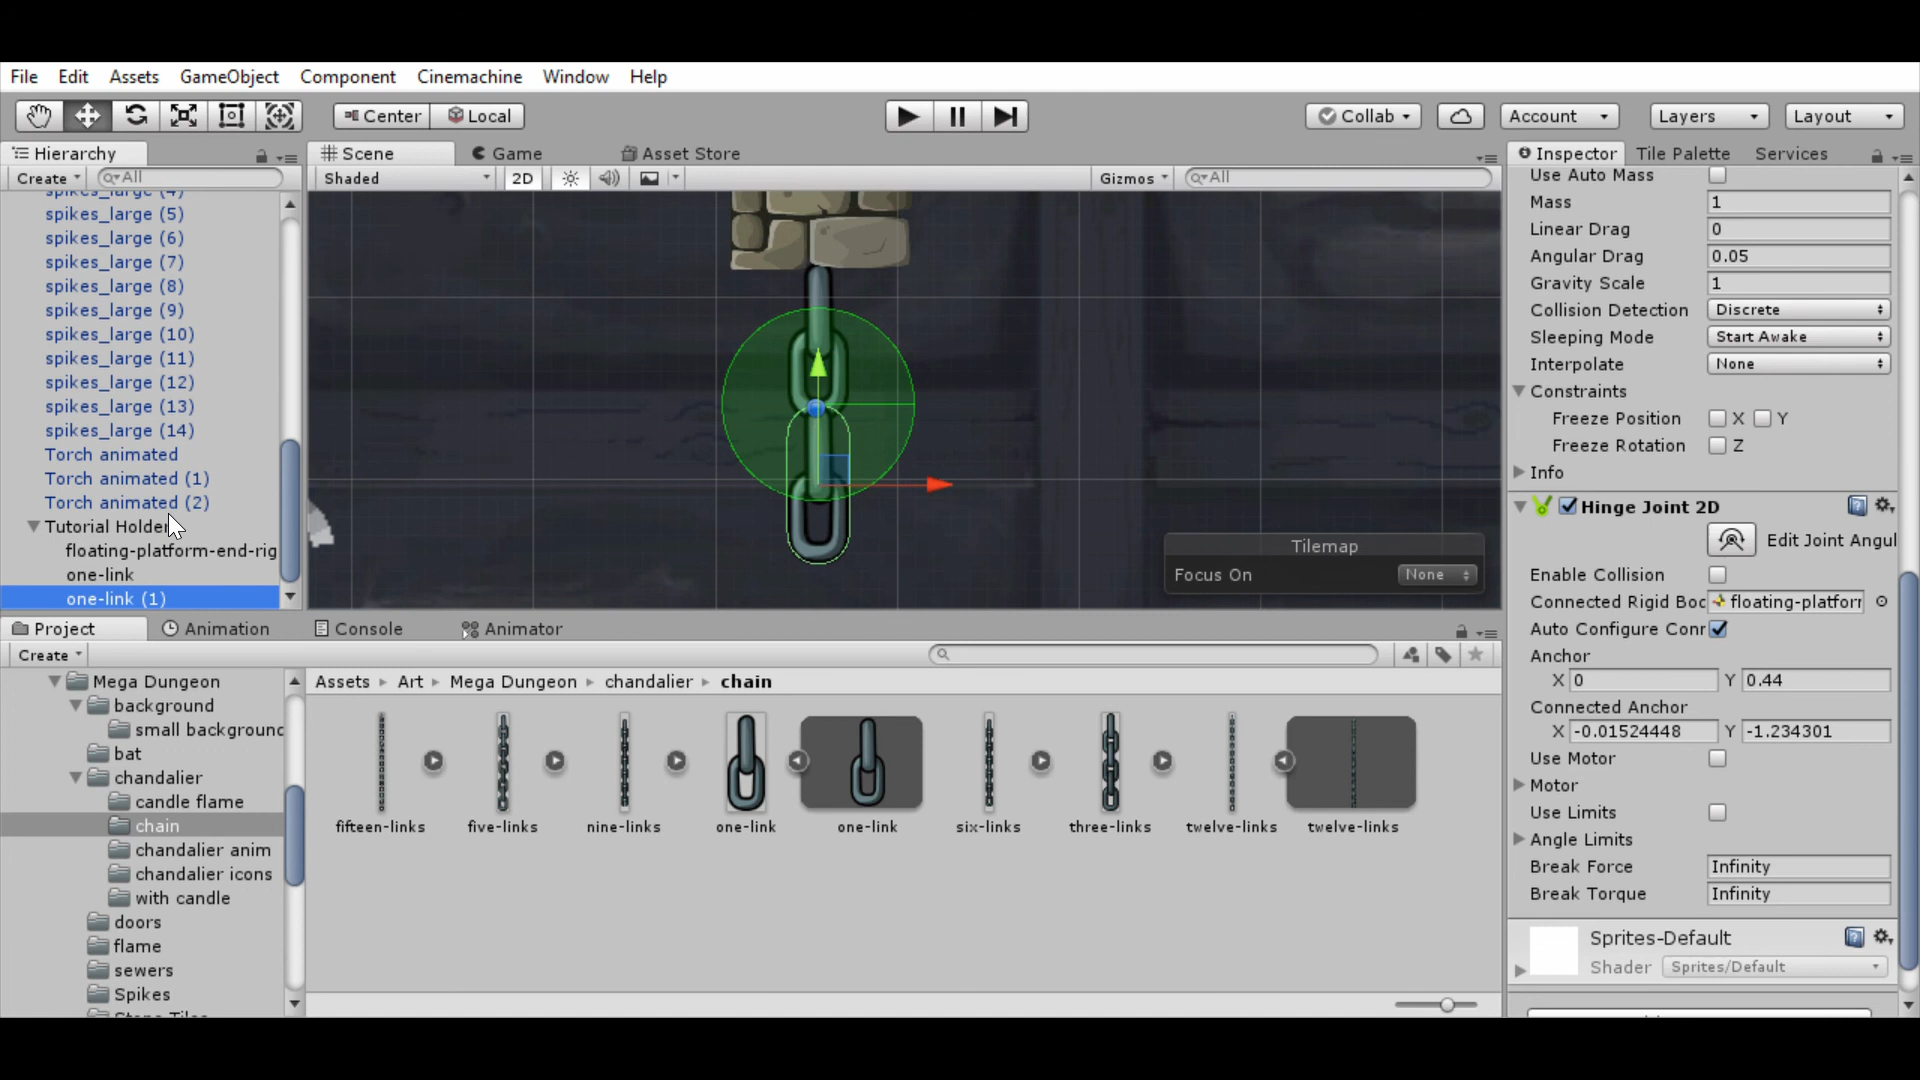 File Edit Assets GameObject Component Cinemachine Window Help
Center Local Collab Account Layers Layout
Hierarchy
Create All
spikes_large (4)
spikes_large (5)
spikes_large (6)
spikes_large (7)
spikes_large (8)
spikes_large (9)
spikes_large (10)
spikes_large (11)
spikes_large (12)
spikes_large (13)
spikes_large (14)
Torch animated
Torch animated (1)
Torch animated (2)
Tutorial Holder
floating-platform-end-rig
one-link
one-link (1)
Scene Game Asset Store
Shaded 2D Gizmos All
Tilemap
Focus On None
Inspector Tile Palette Services
Use Auto Mass
Mass 1
Linear Drag 0
Angular Drag 0.05
Gravity Scale 1
Collision Detection Discrete
Sleeping Mode Start Awake
Interpolate None
Constraints
Freeze Position X Y
Freeze Rotation Z
Info
Hinge Joint 2D
Edit Joint Angul
Enable Collision
Connected Rigid Boc floating-platforr
Auto Configure Conr
Anchor
X 0 Y 0.44
Connected Anchor
X -0.01524448 Y -1.234301
Use Motor
Motor
Use Limits
Angle Limits
Break Force Infinity
Break Torque Infinity
Sprites-Default
Shader Sprites/Default
Project Animation Console Animator
Create
Mega Dungeon
background
small background
bat
chandalier
candle flame
chain
chandalier anim
chandalier icons
with candle
doors
flame
sewers
Spikes
Assets Art Mega Dungeon chandalier chain
fifteen-links five-links nine-links one-link one-link six-links three-links twelve-links twelve-links